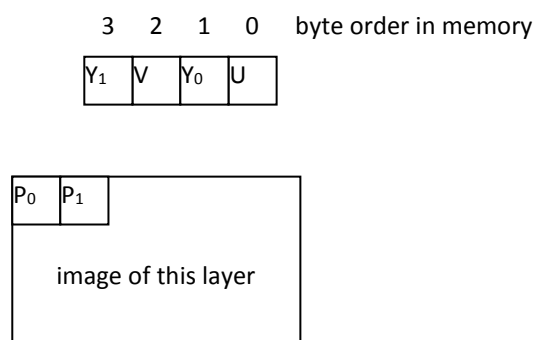 3 2 1 0 byte order in memory
Y₁ V Y₀ U
P₀ P₁
image of this layer